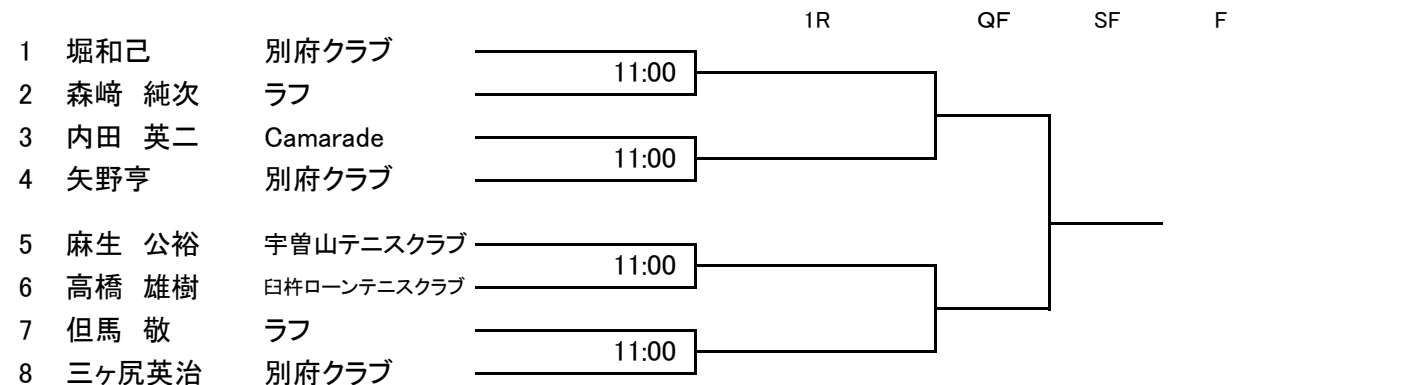 1R QF SF F
1 堀和己 別府クラブ
11:00
2 森﨑 純次 ラフ
3 内田 英二 Camarade
11:00
4 矢野亨 別府クラブ
5 麻生 公裕 宇曽山テニスクラブ
11:00
6 高橋 雄樹 臼杵ローンテニスクラブ
7 但馬 敬 ラフ
11:00
8 三ヶ尻英治 別府クラブ